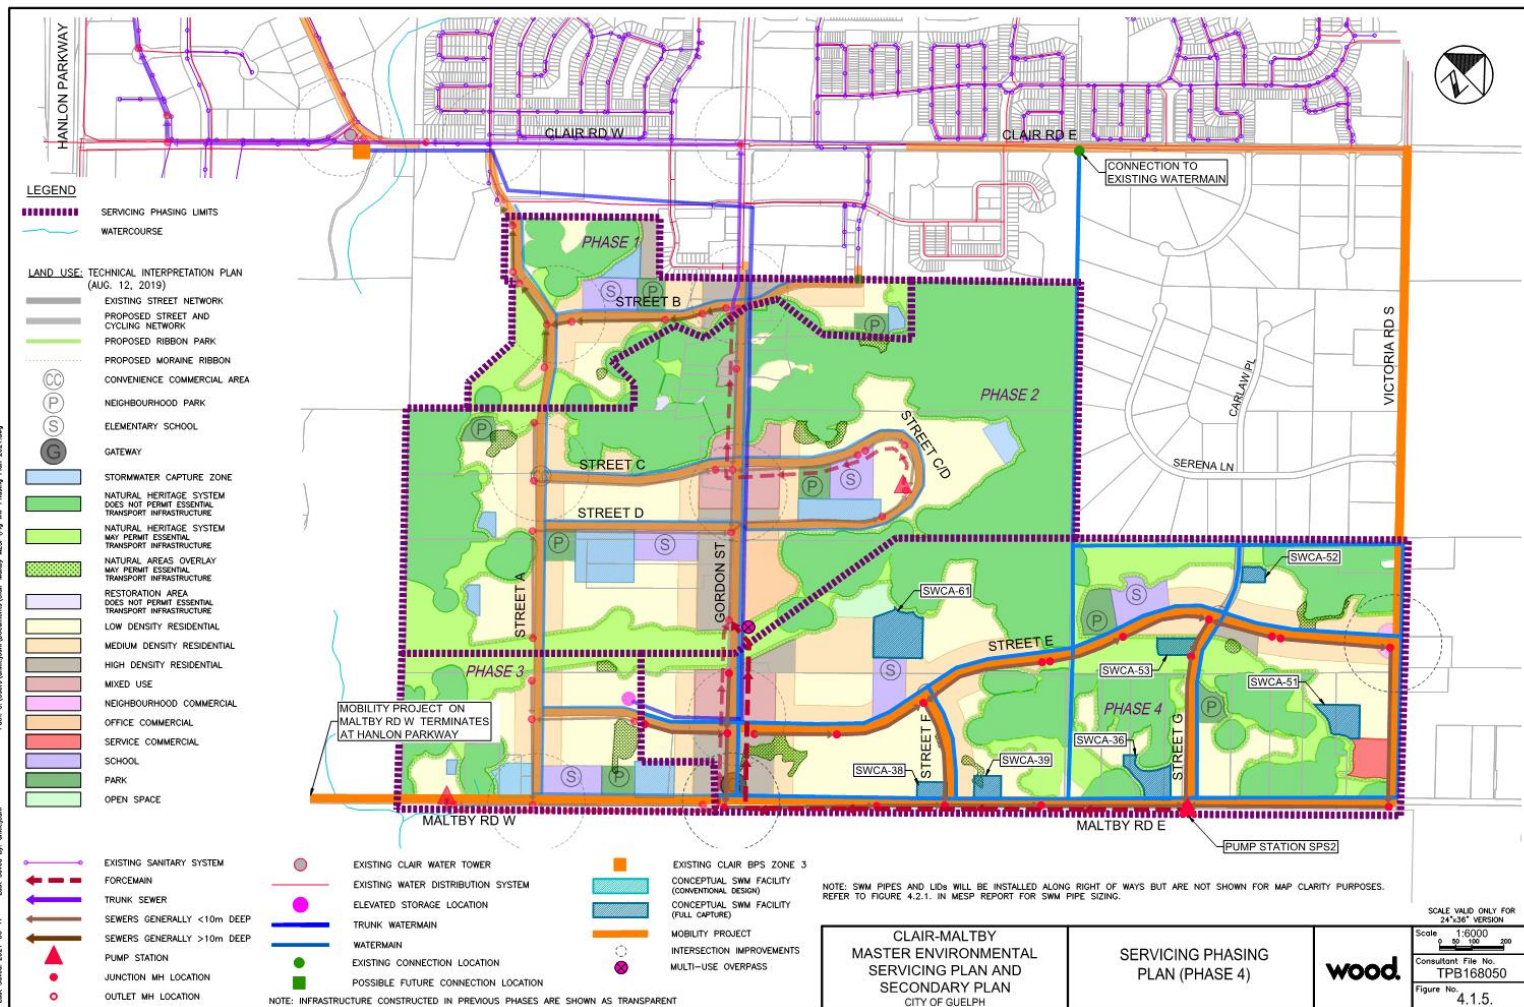 HANLON PARKWAY
CLAIR RD W
CLAIR RD E
CONNECTION TO
EXISTING WATERMAIN
LEGEND
SERVICING PHASING LIMITS
WATERCOURSE
LAND USE: TECHNICAL INTERPRETATION PLAN
(AUG. 12, 2019)
EXISTING STREET NETWORK
PROPOSED STREET AND
CYCLING NETWORK
PROPOSED RIBBON PARK
PROPOSED MORAINE RIBBON
CC CONVENIENCE COMMERCIAL AREA
P NEIGHBOURHOOD PARK
S ELEMENTARY SCHOOL
G GATEWAY
STORMWATER CAPTURE ZONE
NATURAL HERITAGE SYSTEM
DOES NOT PERMIT ESSENTIAL
TRANSPORT INFRASTRUCTURE
NATURAL HERITAGE SYSTEM
MAY PERMIT ESSENTIAL
TRANSPORT INFRASTRUCTURE
NATURAL AREAS OVERLAY
MAY PERMIT ESSENTIAL
TRANSPORT INFRASTRUCTURE
RESTORATION AREA
DOES NOT PERMIT ESSENTIAL
TRANSPORT INFRASTRUCTURE
LOW DENSITY RESIDENTIAL
MEDIUM DENSITY RESIDENTIAL
HIGH DENSITY RESIDENTIAL
MIXED USE
NEIGHBOURHOOD COMMERCIAL
OFFICE COMMERCIAL
SERVICE COMMERCIAL
SCHOOL
PARK
OPEN SPACE
PHASE 1
S
P
STREET B
P
PHASE 2
VICTORIA RD S
CARLAW PL
SERENA LN
P
STREET C
STREET C/D
P
S
STREET D
P
S
STREET A
GORDON ST
SWCA-61
SWCA-52
S
P
STREET E
SWCA-53
PHASE 3
S
SWCA-51
MOBILITY PROJECT ON
MALTBY RD W TERMINATES
AT HANLON PARKWAY
PHASE 4
P
STREET F
STREET G
SWCA-36
SWCA-38
SWCA-39
S
P
MALTBY RD W
MALTBY RD E
PUMP STATION SPS2
EXISTING SANITARY SYSTEM
FORCEMAIN
TRUNK SEWER
SEWERS GENERALLY <10m DEEP
SEWERS GENERALLY >10m DEEP
PUMP STATION
JUNCTION MH LOCATION
OUTLET MH LOCATION
EXISTING CLAIR WATER TOWER
EXISTING WATER DISTRIBUTION SYSTEM
ELEVATED STORAGE LOCATION
TRUNK WATERMAIN
WATERMAIN
EXISTING CONNECTION LOCATION
POSSIBLE FUTURE CONNECTION LOCATION
NOTE: INFRASTRUCTURE CONSTRUCTED IN PREVIOUS PHASES ARE SHOWN AS TRANSPARENT
EXISTING CLAIR BPS ZONE 3
CONCEPTUAL SWM FACILITY
(CONVENTIONAL DESIGN)
CONCEPTUAL SWM FACILITY
(FULL CAPTURE)
MOBILITY PROJECT
INTERSECTION IMPROVEMENTS
MULTI-USE OVERPASS
NOTE: SWM PIPES AND LIDs WILL BE INSTALLED ALONG RIGHT OF WAYS BUT ARE NOT SHOWN FOR MAP CLARITY PURPOSES.
REFER TO FIGURE 4.2.1. IN MESP REPORT FOR SWM PIPE SIZING.
CLAIR-MALTBY
MASTER ENVIRONMENTAL
SERVICING PLAN AND
SECONDARY PLAN
CITY OF GUELPH
SERVICING PHASING
PLAN (PHASE 4)
wood.
SCALE VALID ONLY FOR
24"x36" VERSION
Scale 1:6000
0 50 100 200
Consultant File No.
TPB168050
Figure No.
4.1.5.